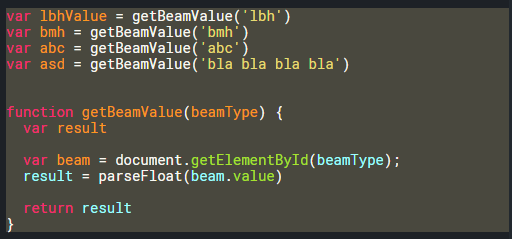 var lbhValue = getBeamValue('lbh')
var bmh = getBeamValue('bmh')
var abc = getBeamValue('abc')
var asd = getBeamValue('bla bla bla bla')
function getBeamValue(beamType) {
var result
var beam = document.getElementById(beamType);
result = parseFloat(beam.value)
return result
}